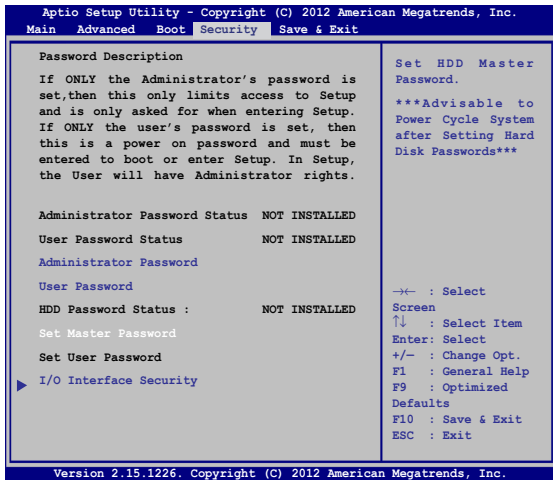 Aptio Setup Utility - Copyright (C) 2012 American Megatrends, Inc.
Main Advanced Boot Security Save & Exit
Password Description
If ONLY the Administrator's password is
set,then this only limits access to Setup
and is only asked for when entering Setup.
If ONLY the user's password is set, then
this is a power on password and must be
entered to boot or enter Setup. In Setup,
the User will have Administrator rights.
Administrator Password Status NOT INSTALLED
User Password Status NOT INSTALLED
Administrator Password
User Password
HDD Password Status : NOT INSTALLED
Set Master Password
Set User Password
I/O Interface Security
Set HDD Master
Password.
***Advisable to
Power Cycle System
after Setting Hard
Disk Passwords***
→← : Select
Screen
↑↓ : Select Item
Enter: Select
+/— : Change Opt.
F1 : General Help
F9 : Optimized
Defaults
F10 : Save & Exit
ESC : Exit
Version 2.15.1226. Copyright (C) 2012 American Megatrends, Inc.